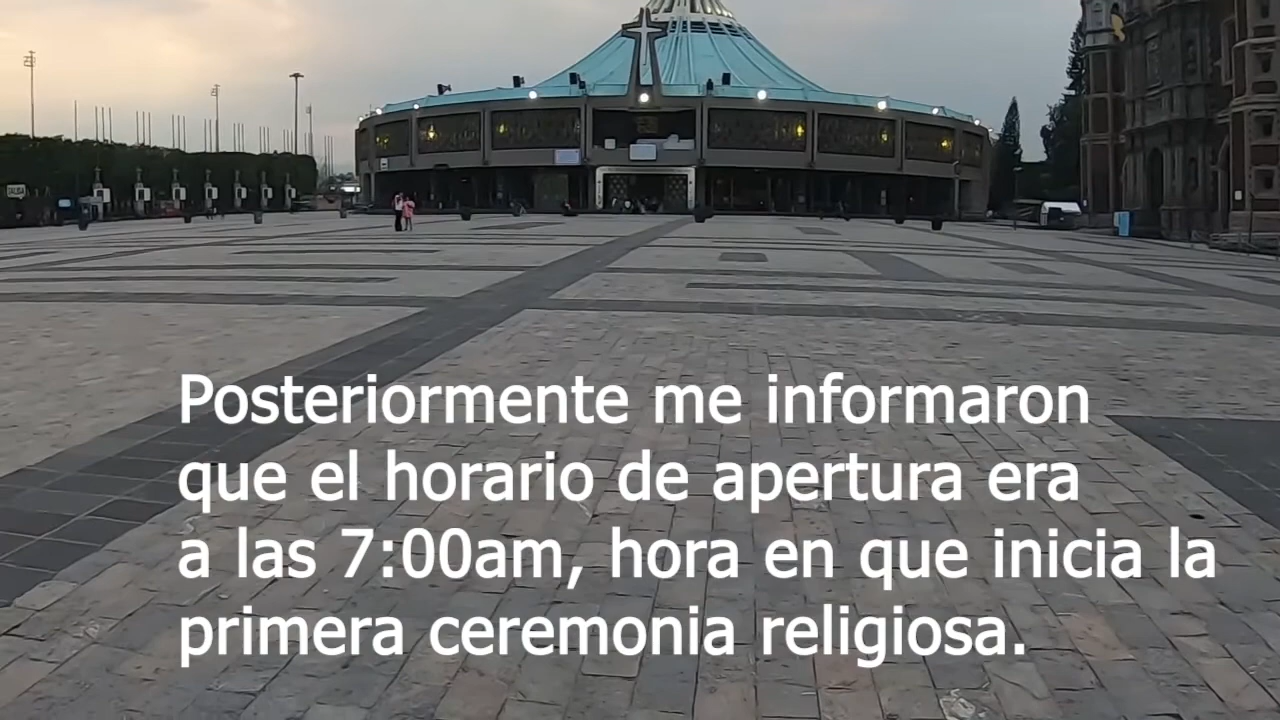 SALIDA
Posteriormente me informaron
que el horario de apertura era
a las 7:00am, hora en que inicia la
primera ceremonia religiosa.